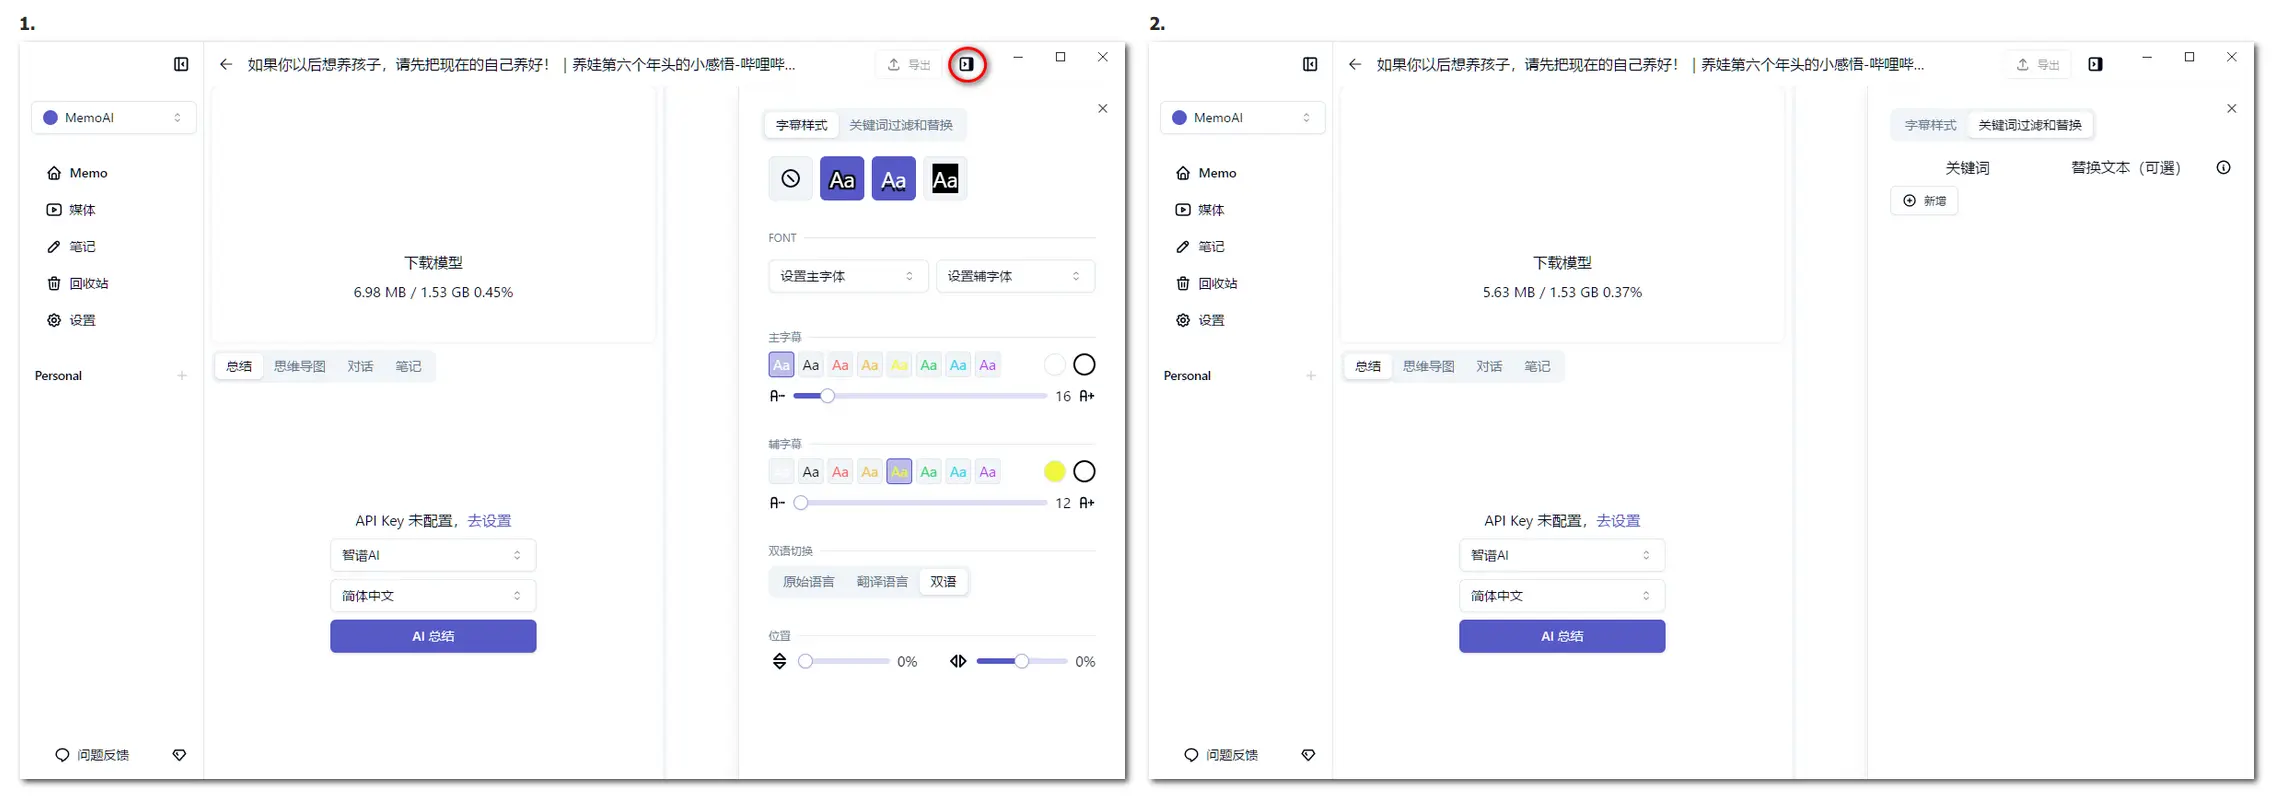 1.
如果你以后想养孩子，请先把现在的自己养好！｜养娃第六个年头的小感悟-哔哩哔...
导出
MemoAI
Memo
媒体
笔记
回收站
设置
Personal
问题反馈
下载模型
6.98 MB / 1.53 GB 0.45%
总结 思维导图 对话 笔记
API Key 未配置，去设置
智谱AI
简体中文
AI 总结
字幕样式 关键词过滤和替换
Aa Aa Aa
FONT
设置主字体 设置辅字体
主字幕
Aa Aa Aa Aa Aa Aa Aa Aa
A- 16 A+
辅字幕
Aa Aa Aa Aa Aa Aa Aa
A- 12 A+
双语切换
原始语言 翻译语言 双语
位置
0% 0%
2.
如果你以后想养孩子，请先把现在的自己养好！｜养娃第六个年头的小感悟-哔哩哔...
导出
MemoAI
Memo
媒体
笔记
回收站
设置
Personal
问题反馈
下载模型
5.63 MB / 1.53 GB 0.37%
总结 思维导图 对话 笔记
API Key 未配置，去设置
智谱AI
简体中文
AI 总结
字幕样式 关键词过滤和替换
关键词 替换文本（可選）
新增